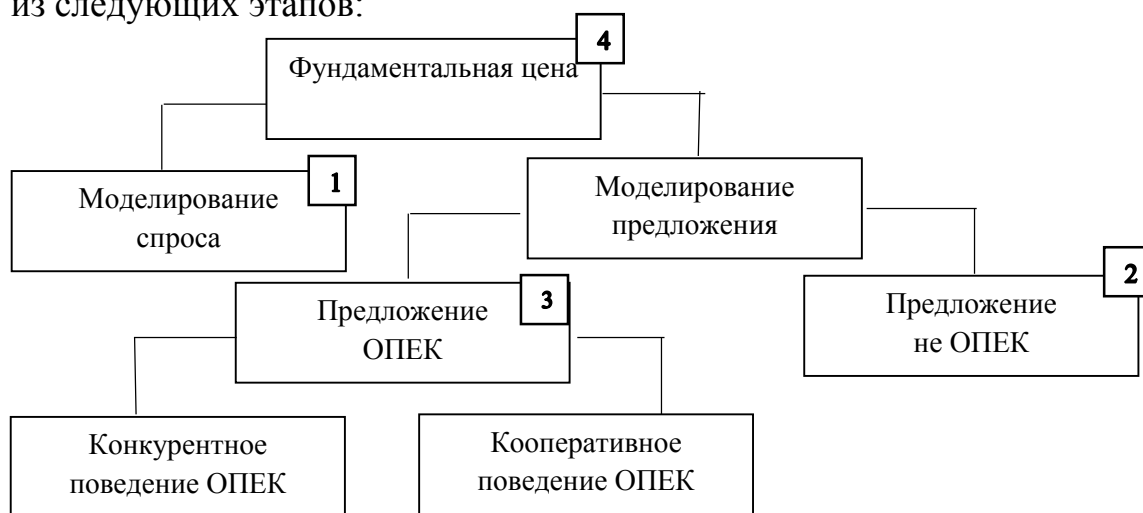 из следующих этапов:
4
Фундаментальная цена
1
Моделирование
спроса
Моделирование
предложения
3
Предложение
ОПЕК
2
Предложение
не ОПЕК
Конкурентное
поведение ОПЕК
Кооперативное
поведение ОПЕК